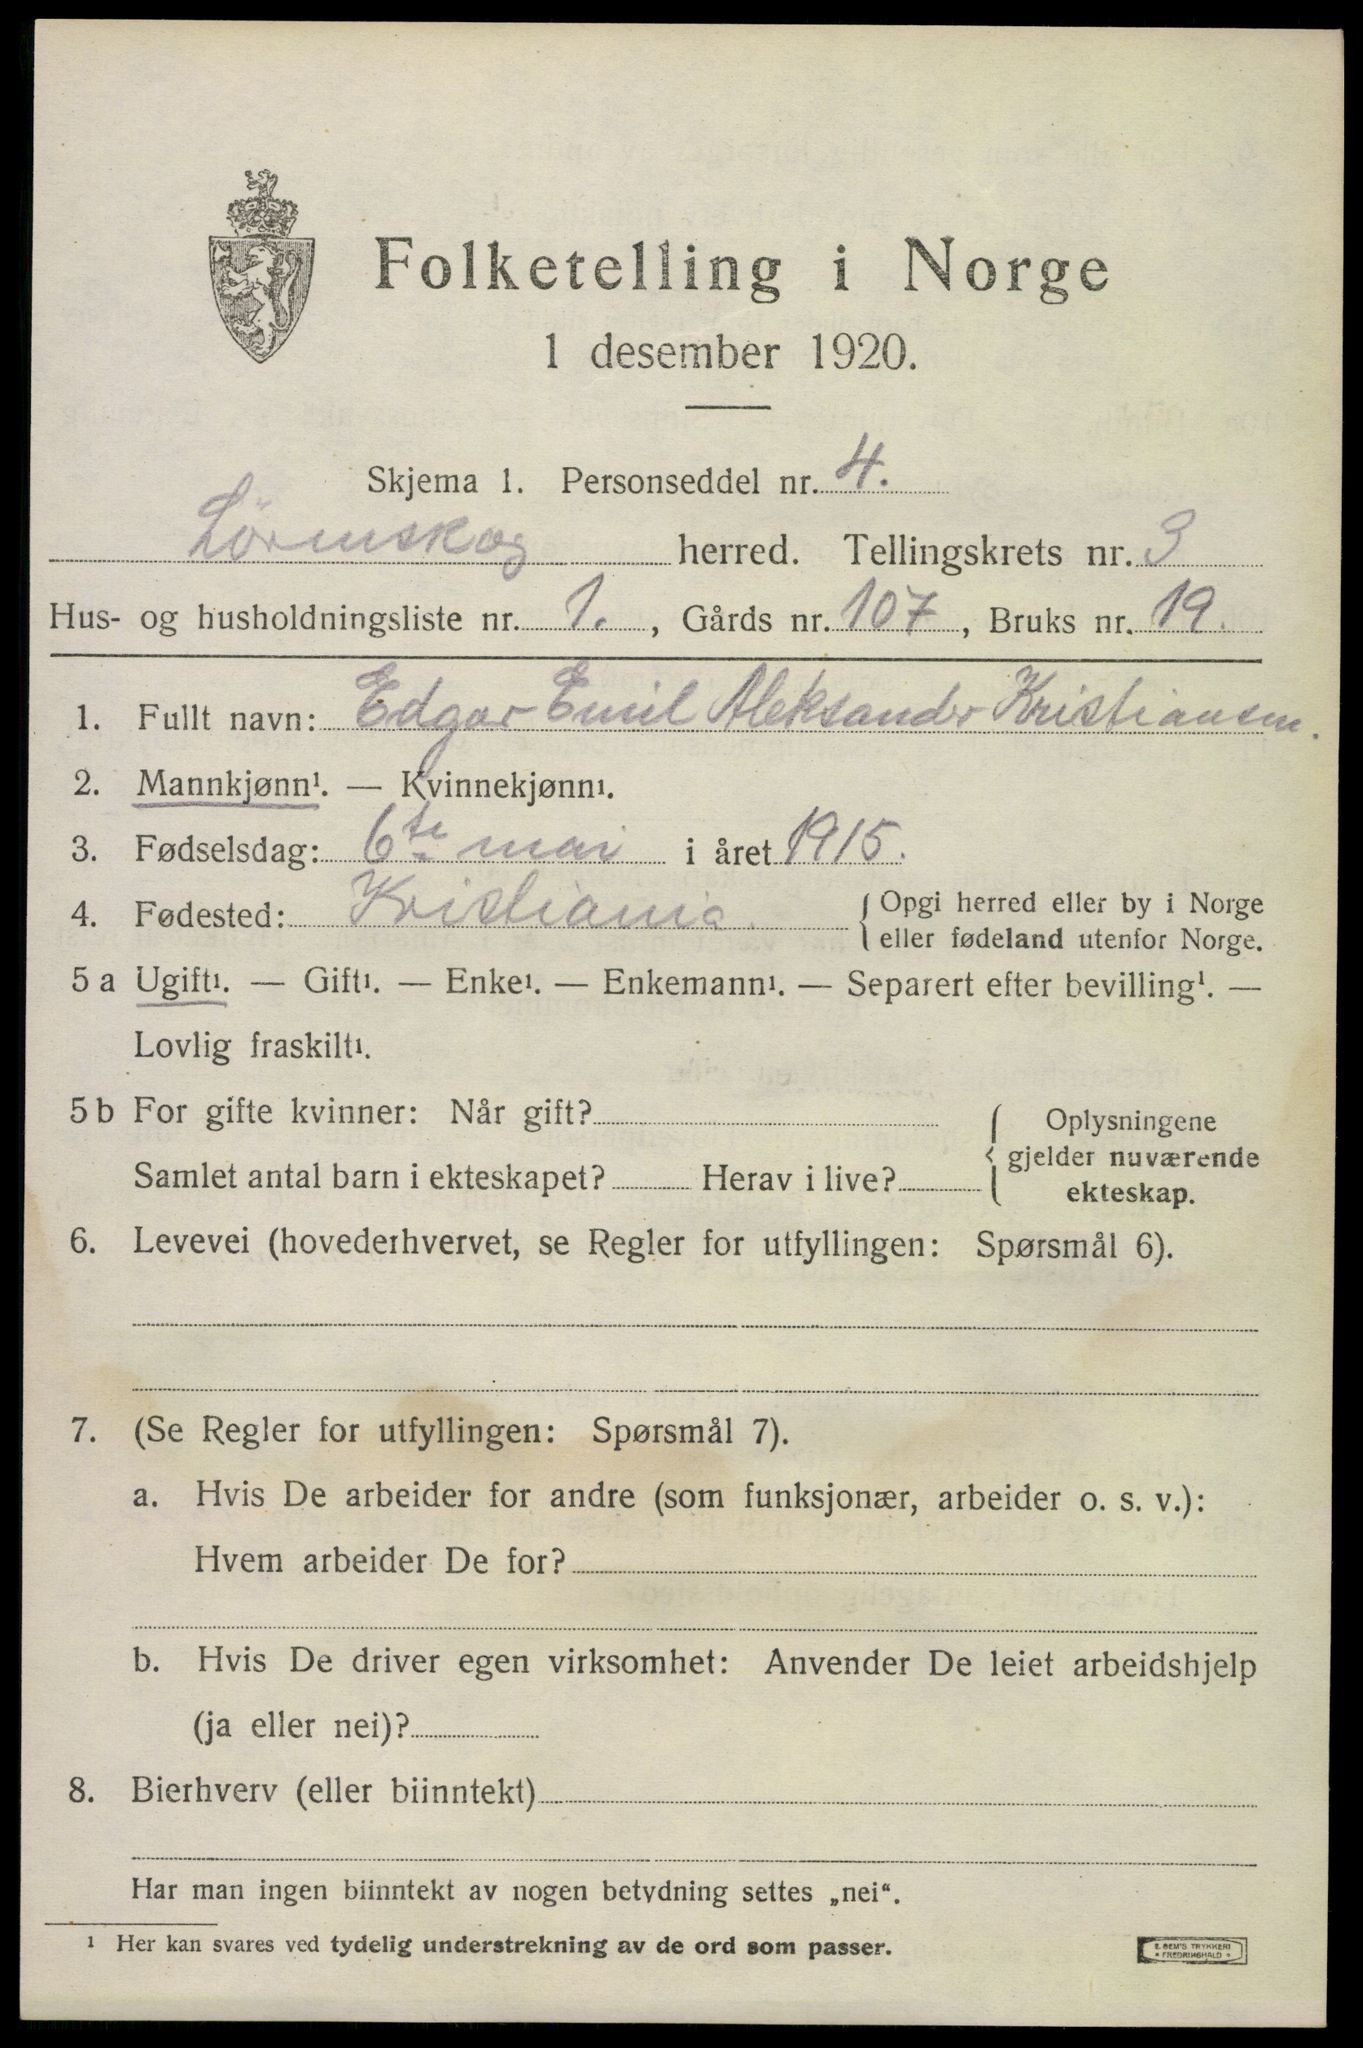 Folketelling i Norge
1 desember 1920.
Skjema 1. Personseddel nr. 4.
Lörenskog herred. Tellingskrets nr. 3
Hus- og husholdningsliste nr. 1., Gårds nr. 107, Bruks nr. 19.
1. Fullt navn: Edgar Emil Aleksander Kristiansen.
2. Mannkjønn¹. — Kvinnekjønn¹.
3. Fødselsdag: 6te mai i året 1915.
4. Fødested: Kristiania. { Opgi herred eller by i Norge
eller fødeland utenfor Norge.
5 a Ugift¹. — Gift¹. — Enke¹. — Enkemann¹. — Separert efter bevilling¹. —
Lovlig fraskilt¹.
5 b For gifte kvinner: Når gift? { Oplysningene
gjelder nuværende
Samlet antal barn i ekteskapet? Herav i live?
ekteskap.
6. Levevei (hovederhvervet, se Regler for utfyllingen: Spørsmål 6).
7. (Se Regler for utfyllingen: Spørsmål 7).
a. Hvis De arbeider for andre (som funksjonær, arbeider o. s. v.):
Hvem arbeider De for?
b. Hvis De driver egen virksomhet: Anvender De leiet arbeidshjelp
(ja eller nei)?
8. Bierhverv (eller biinntekt)
Har man ingen biinntekt av nogen betydning settes „nei“.
¹ Her kan svares ved tydelig understrekning av de ord som passer.
E. SEM'S TRYKKERI
* FREDRIKSHALD *